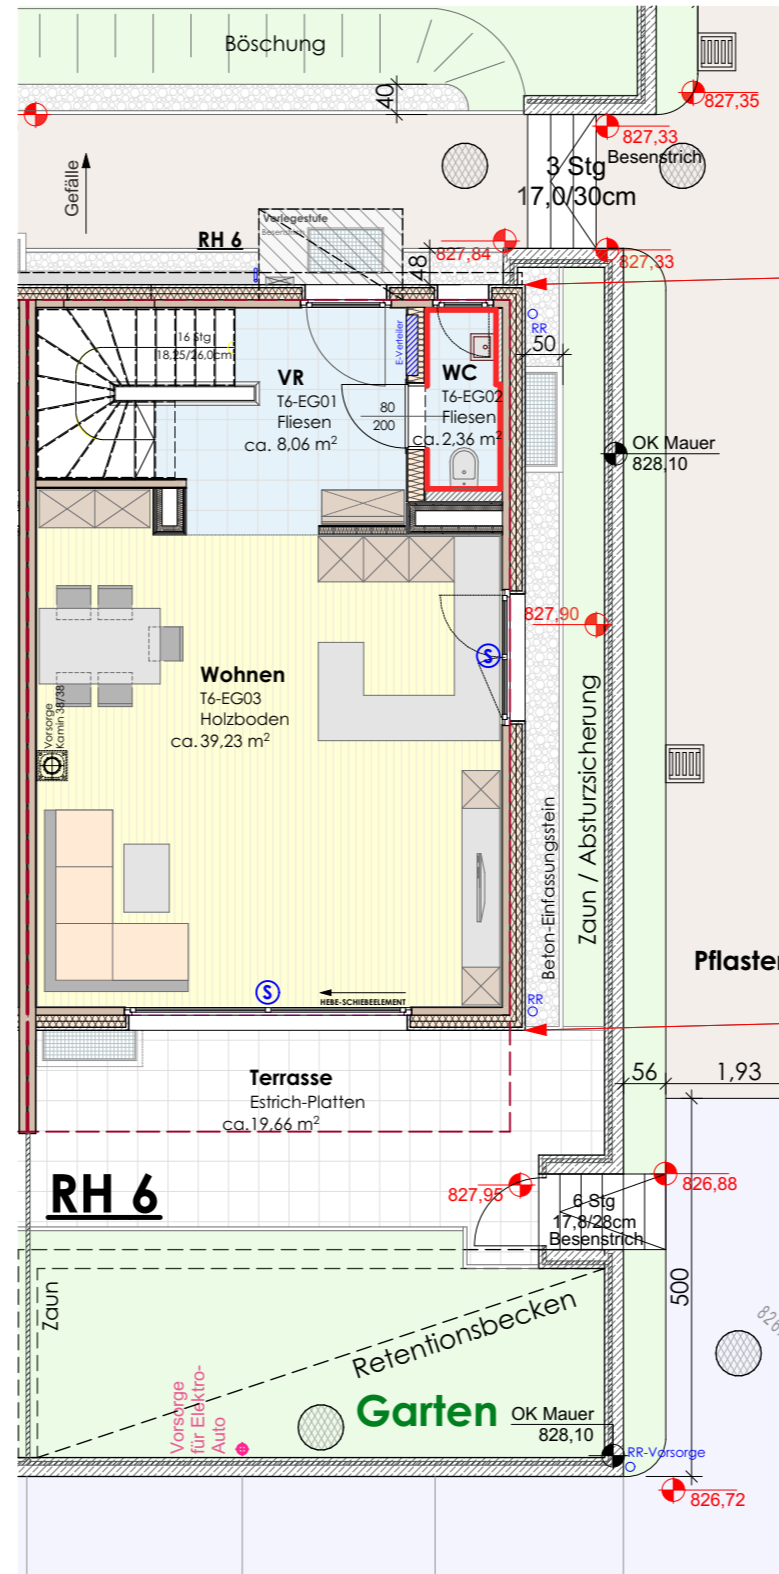 Böschung
40
827,35
827,33
Besenstrich
3 Stg
17,0/30cm
Gefälle
Vorlegestufe
Besenstrich
RH 6
827,84
48
827,33
RR
50
16 Stg
18,25/26,0cm
E-Verteiler
VR
T6-EG01
Fliesen
ca. 8,06 m²
80
200
WC
T6-EG02
Fliesen
ca. 2,36 m²
OK Mauer
828,10
827,90
S
Wohnen
T6-EG03
Holzboden
ca. 39,23 m²
Vorsorge
Kamin 38/38
Zaun / Absturzsicherung
Beton-Einfassungsstein
Pflaster
S
HEBE-SCHIEBEELEMENT
RR
Terrasse
Estrich-Platten
ca. 19,66 m²
56
1,93
RH 6
827,95
826,88
6 Stg
17,8/28cm
Besenstrich
500
Zaun
Retentionsbecken
Vorsorge
für Elektro-
Auto
Garten
OK Mauer
828,10
RR-Vorsorge
826,72